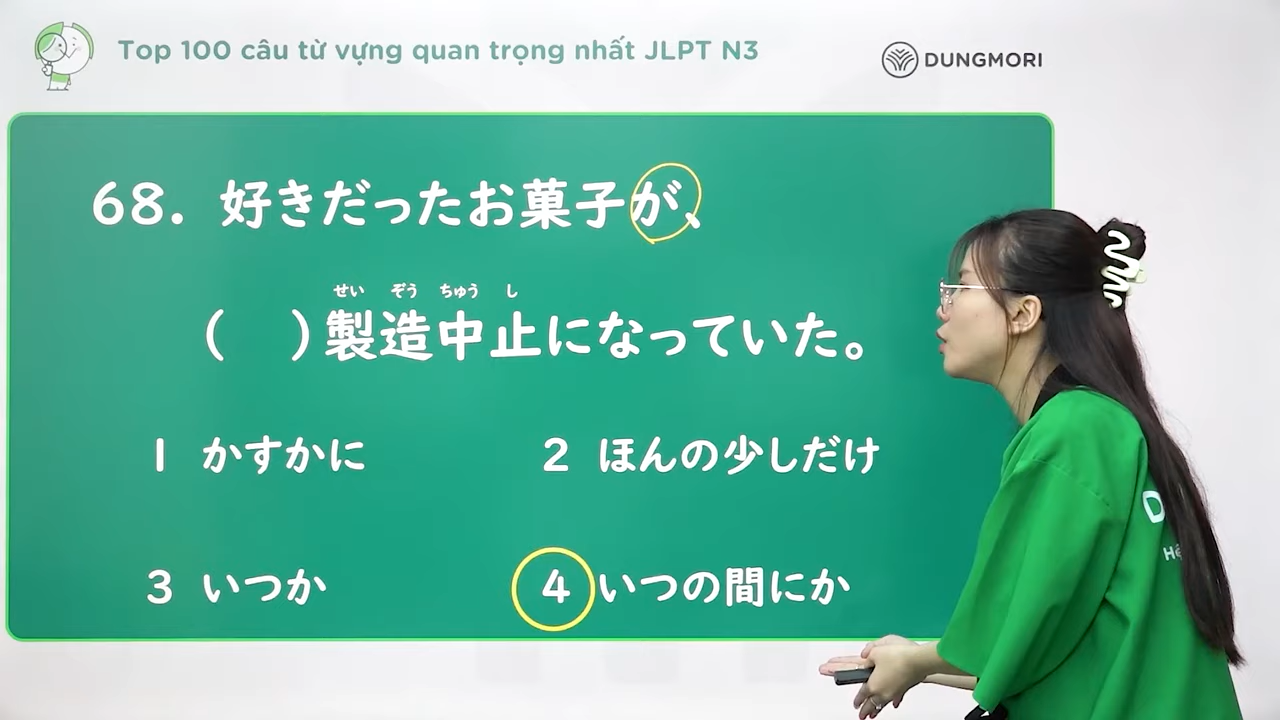 Top 100 câu từ vựng quan trọng nhất JLPT N3
DUNGMORI
68. 好きだったお菓子が、
せい ぞう ちゅう し
( )製造中止になっていた。
1 かすかに
2 ほんの少しだけ
3 いつか
4 いつの間にか